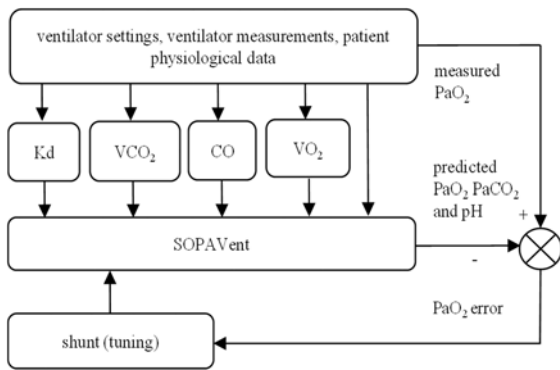 ventilator settings, ventilator measurements, patient
physiological data
measured
PaO₂
Kd
VCO₂
CO
VO₂
predicted
PaO₂ PaCO₂
and pH
+
SOPAVent
-
PaO₂ error
shunt (tuning)